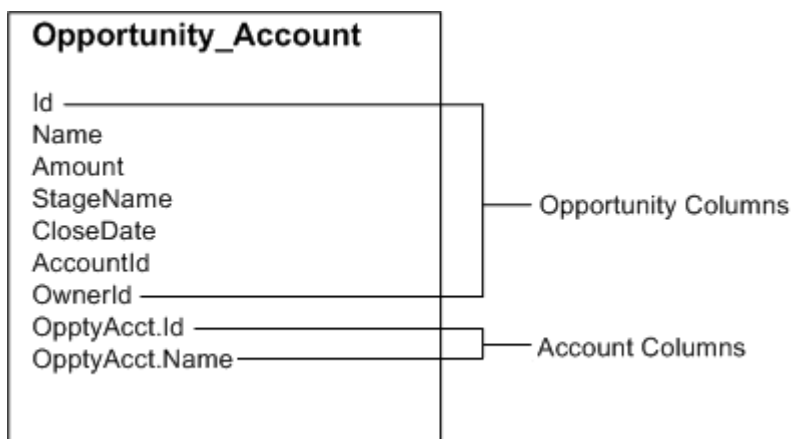 Opportunity_Account
Id
Name
Amount
StageName
CloseDate
AccountId
OwnerId
OpptyAcct.Id
OpptyAcct.Name
Opportunity Columns
Account Columns